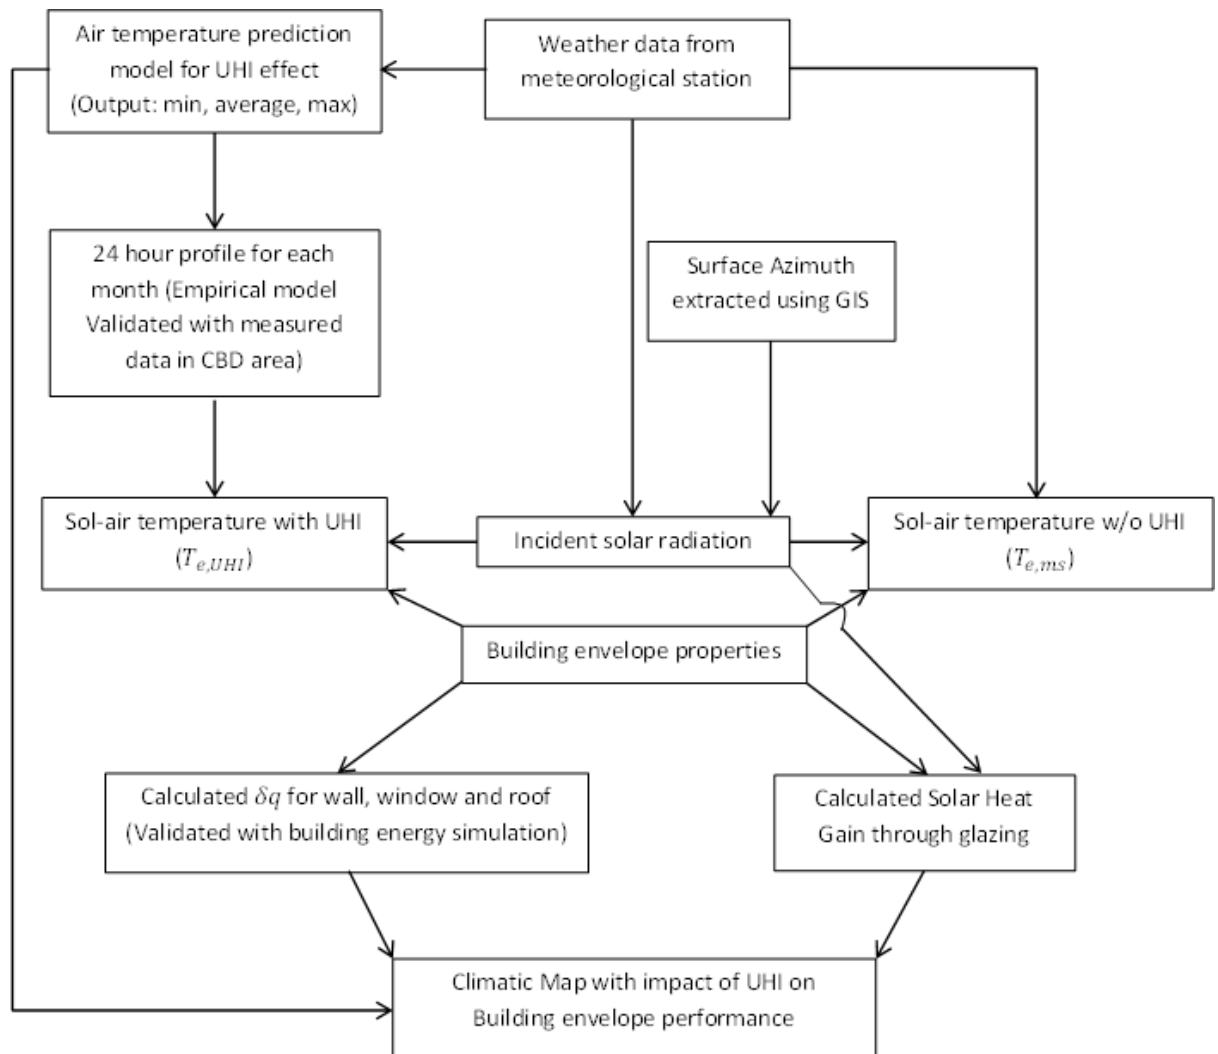 Air temperature prediction
model for UHI effect
(Output: min, average, max)
Weather data from
meteorological station
24 hour profile for each
month (Empirical model
Validated with measured
data in CBD area)
Surface Azimuth
extracted using GIS
Sol-air temperature with UHI
(T_{e,UHI})
Incident solar radiation
Sol-air temperature w/o UHI
(T_{e,ms})
Building envelope properties
Calculated δq for wall, window and roof
(Validated with building energy simulation)
Calculated Solar Heat
Gain through glazing
Climatic Map with impact of UHI on
Building envelope performance